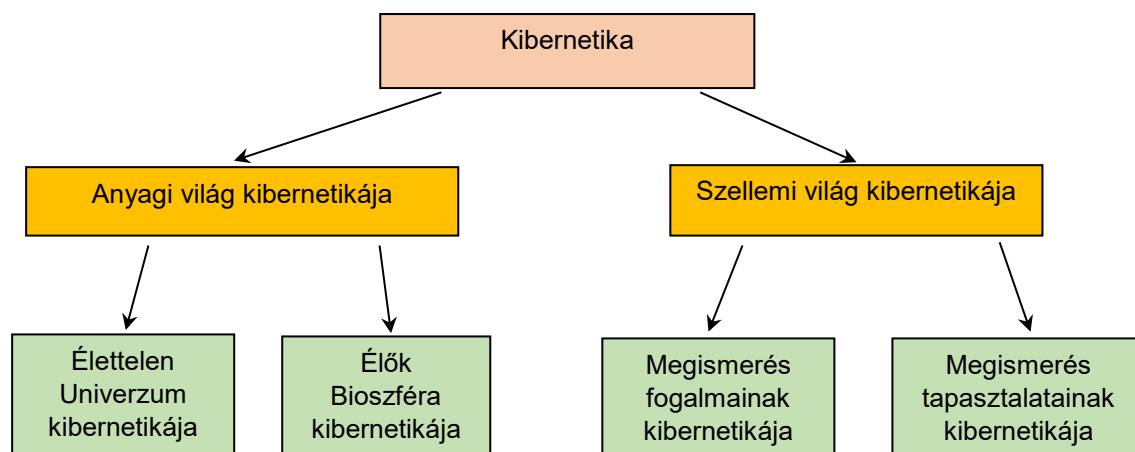 Kibernetika
Anyagi világ kibernetikája
Szellemi világ kibernetikája
Élettelen
Univerzum
kibernetikája
Élők
Bioszféra
kibernetikája
Megismerés
fogalmainak
kibernetikája
Megismerés
tapasztalatainak
kibernetikája